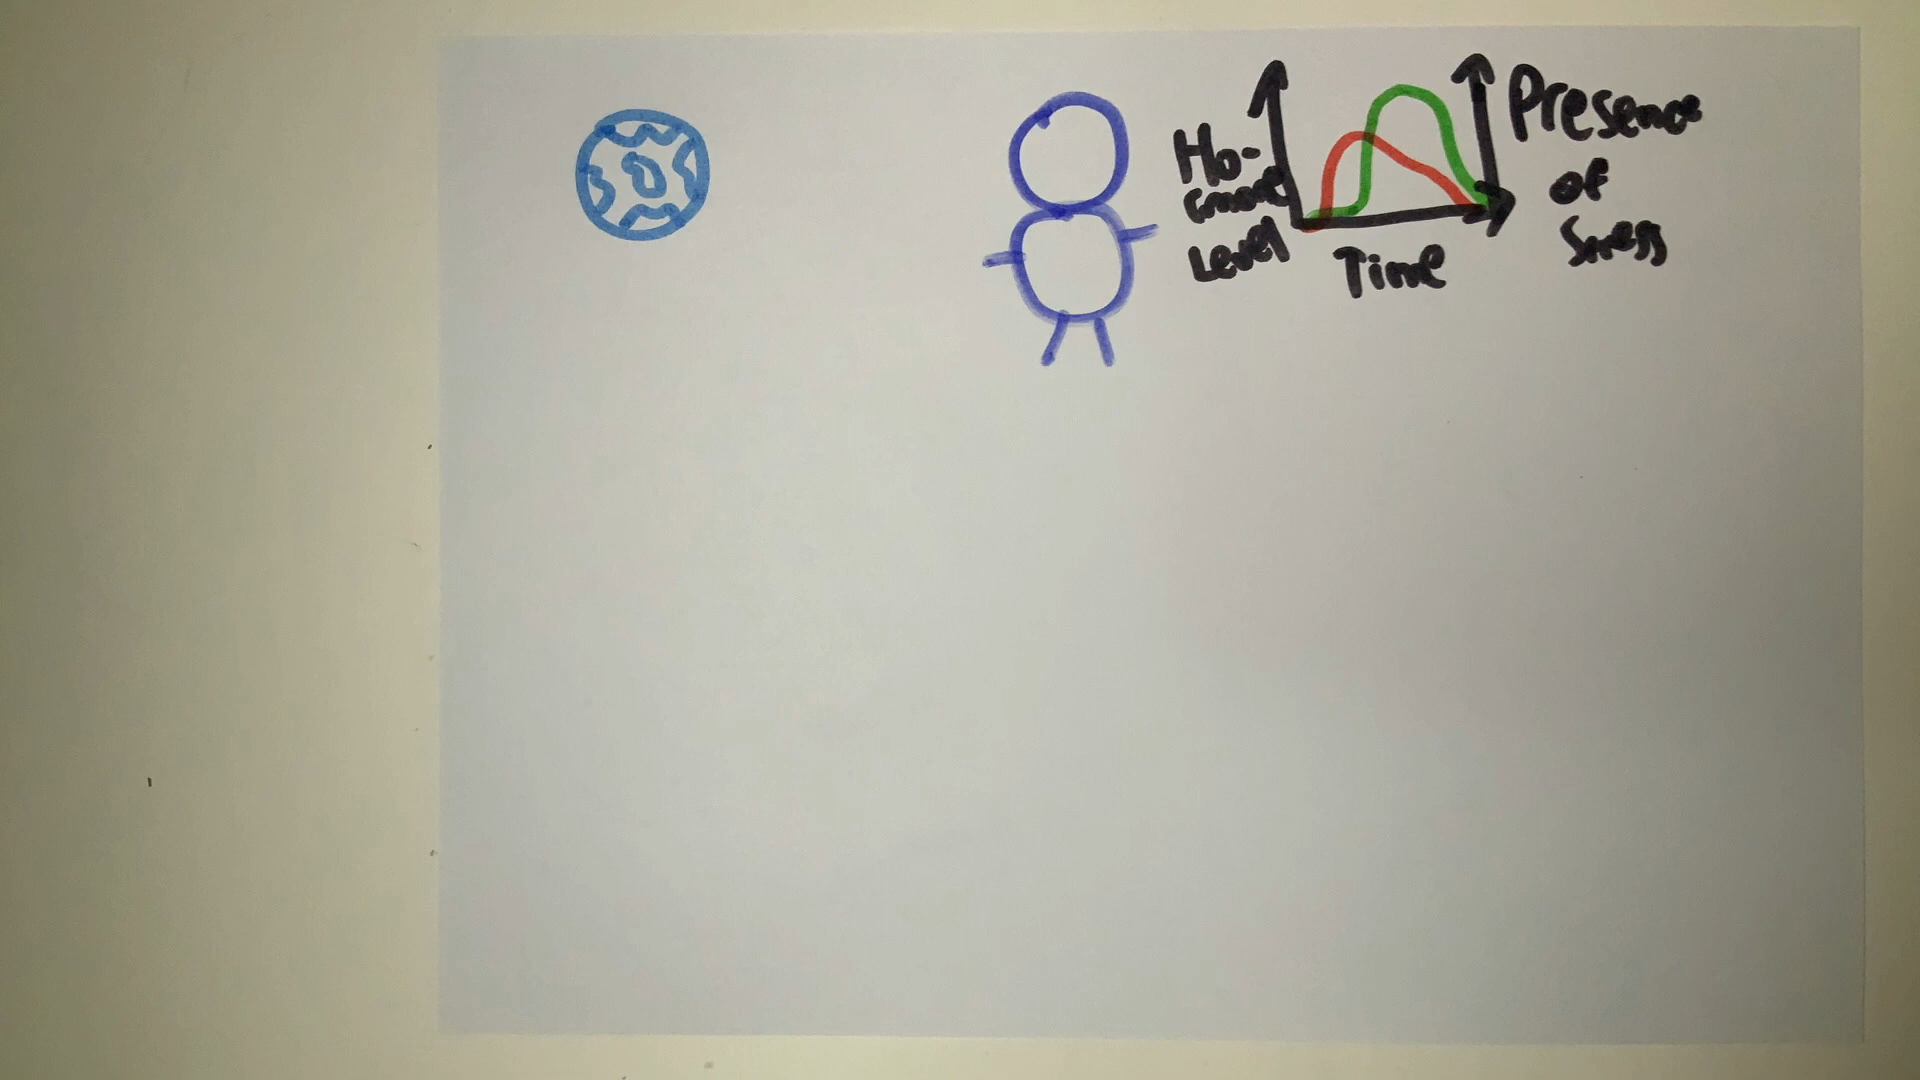 Ho-
rmone
Level
Time
Presence
of
Stress